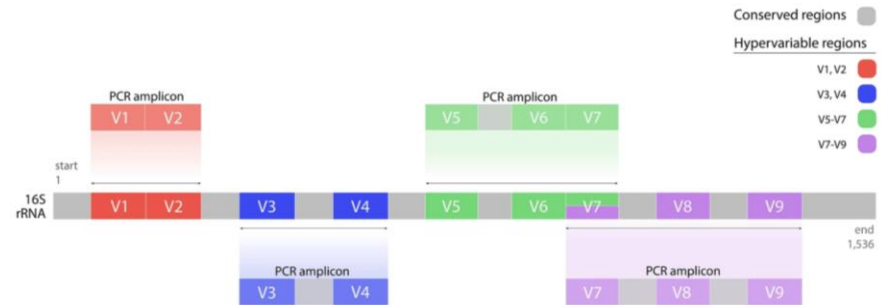 Conserved regions
Hypervariable regions
V1, V2
V3, V4
V5-V7
V7-V9
PCR amplicon
V1 V2
PCR amplicon
V5 V6 V7
start
1
16S
rRNA
V1 V2 V3 V4 V5 V6 V7 V8 V9
end
1,536
PCR amplicon
V3 V4
PCR amplicon
V7 V8 V9